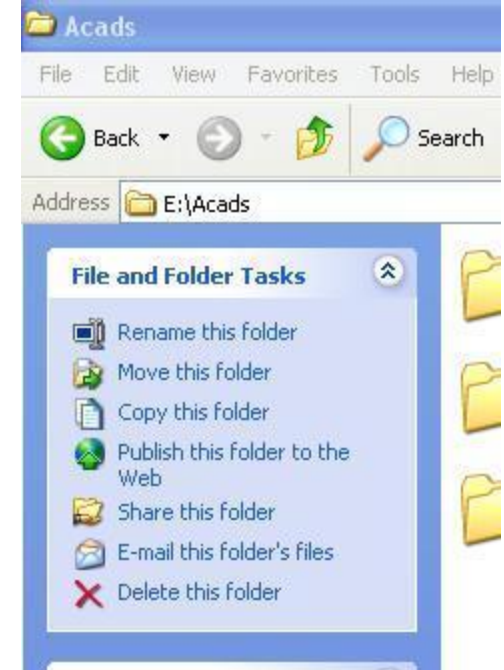 Acads
File Edit View Favorites Tools Help
Back Search
Address E:\Acads
File and Folder Tasks
Rename this folder
Move this folder
Copy this folder
Publish this folder to the
Web
Share this folder
E-mail this folder's files
Delete this folder